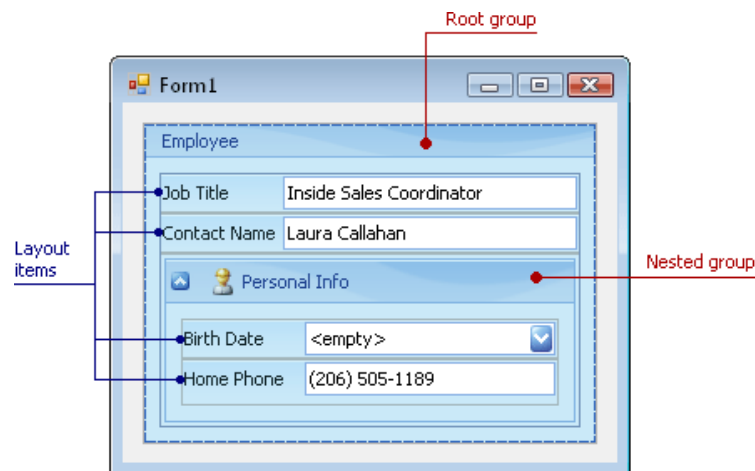 Root group
Form1
Employee
Job Title Inside Sales Coordinator
Contact Name Laura Callahan
Layout
items
Nested group
Personal Info
Birth Date <empty>
Home Phone (206) 505-1189